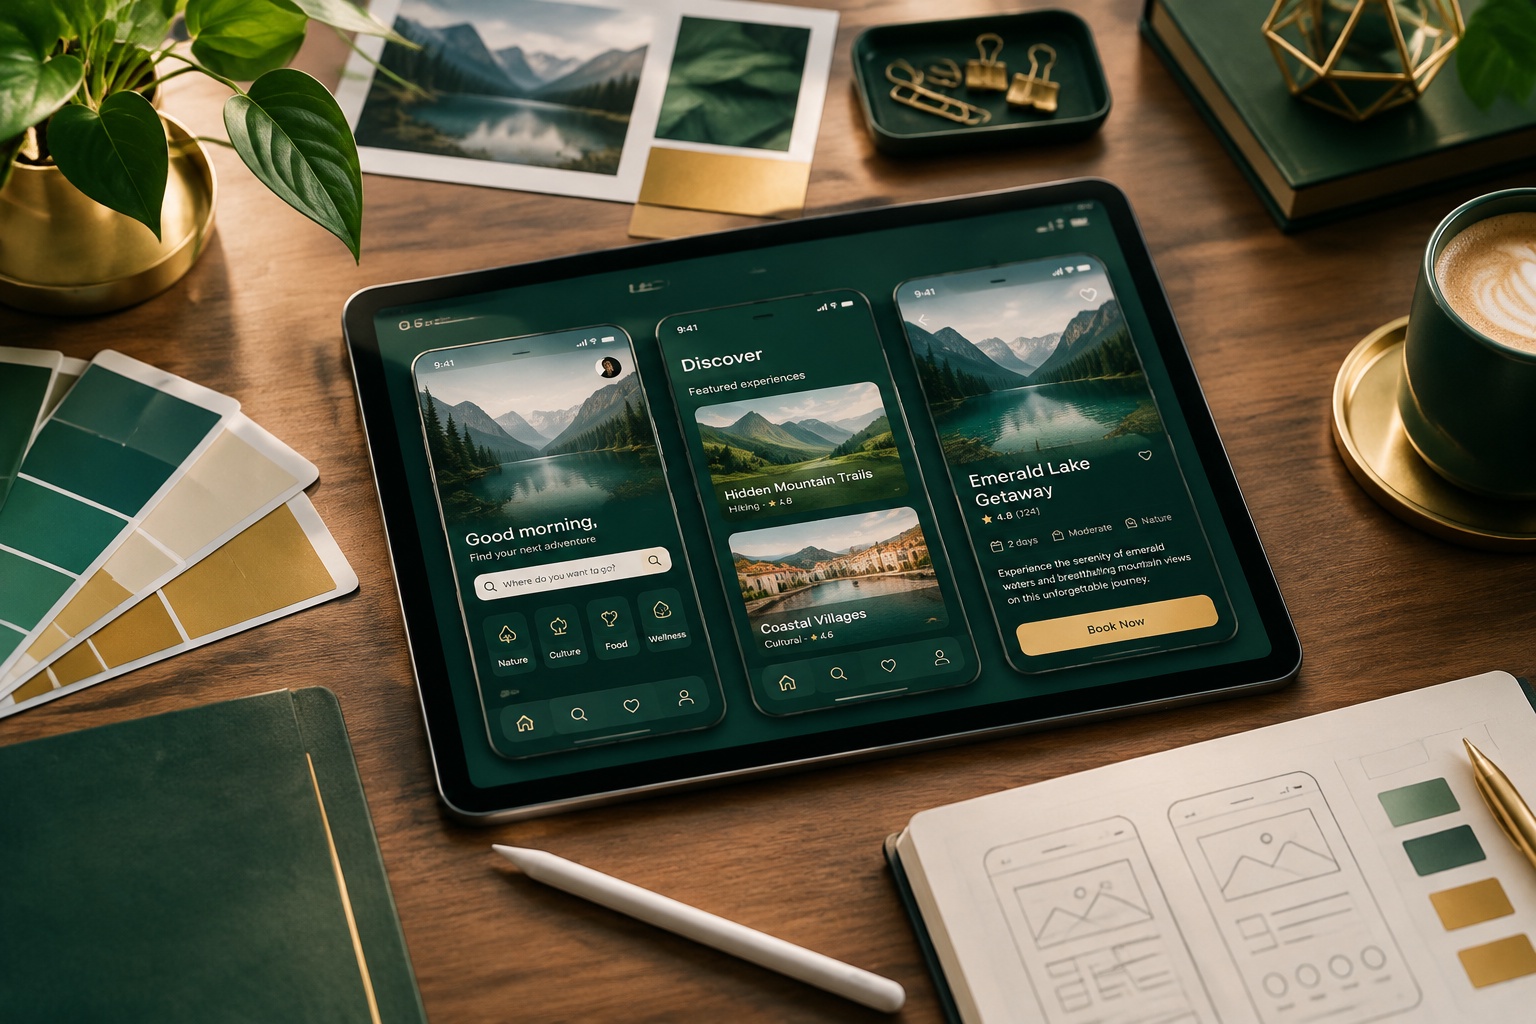 9:41
Good morning,
Find your next adventure
Where do you want to go?
Nature
Culture
Food
Wellness
9:41
Discover
Featured experiences
Hidden Mountain Trails
Hiking - ★ 4.8
Coastal Villages
Cultural - ★ 4.6
9:41
Emerald Lake
Getaway
★ 4.8 (124)
2 days
Moderate
Nature
Experience the serenity of emerald
waters and breathtaking mountain views
on this unforgettable journey.
Book Now